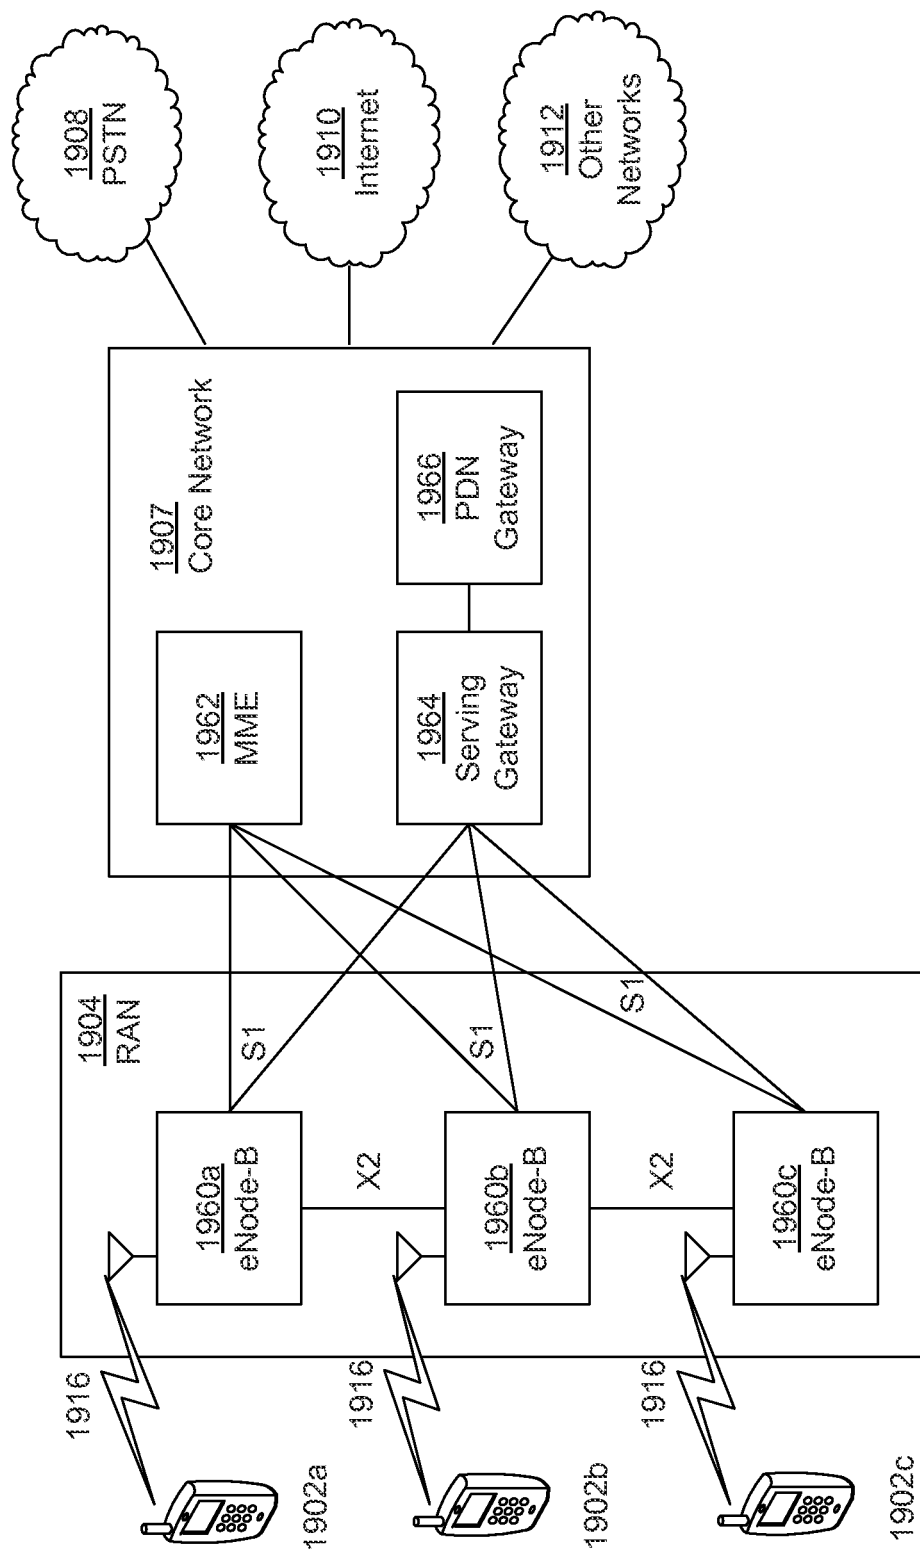 1902a
1916
1902b
1916
1902c
1916
1904
RAN
1960a
eNode-B
X2
1960b
eNode-B
X2
1960c
eNode-B
S1
S1
S1
1907
Core Network
1962
MME
1964
Serving
Gateway
1966
PDN
Gateway
1908
PSTN
1910
Internet
1912
Other
Networks